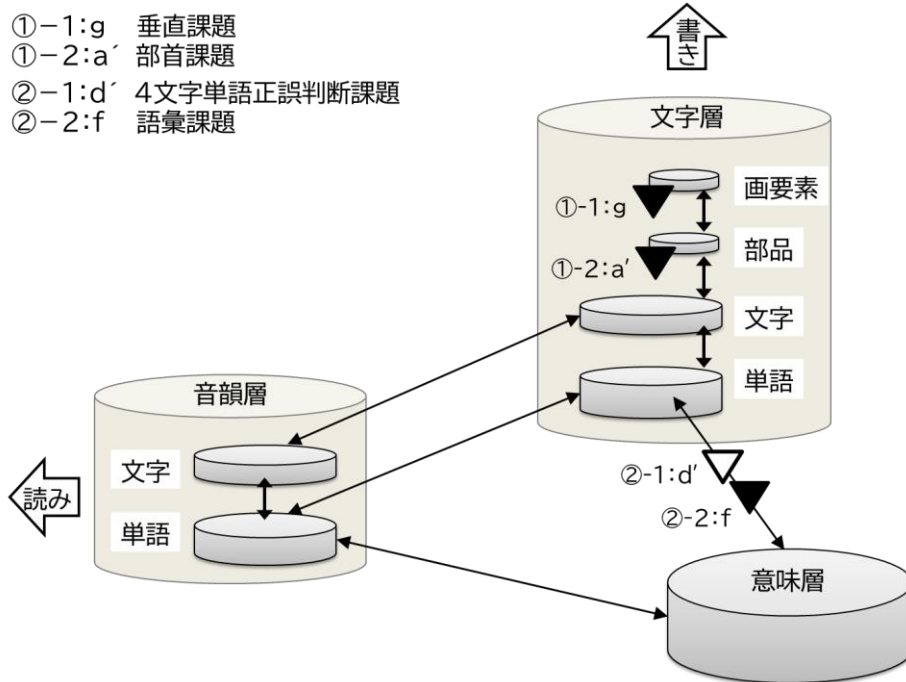 ①−1:g　垂直課題
①−2:a´ 部首課題
②−1:d´ 4文字単語正誤判断課題
②−2:f　語彙課題
書き
文字層
画要素
①-1:g
部品
①-2:a′
文字
単語
音韻層
文字
単語
読み
②-1:d′
②-2:f
意味層